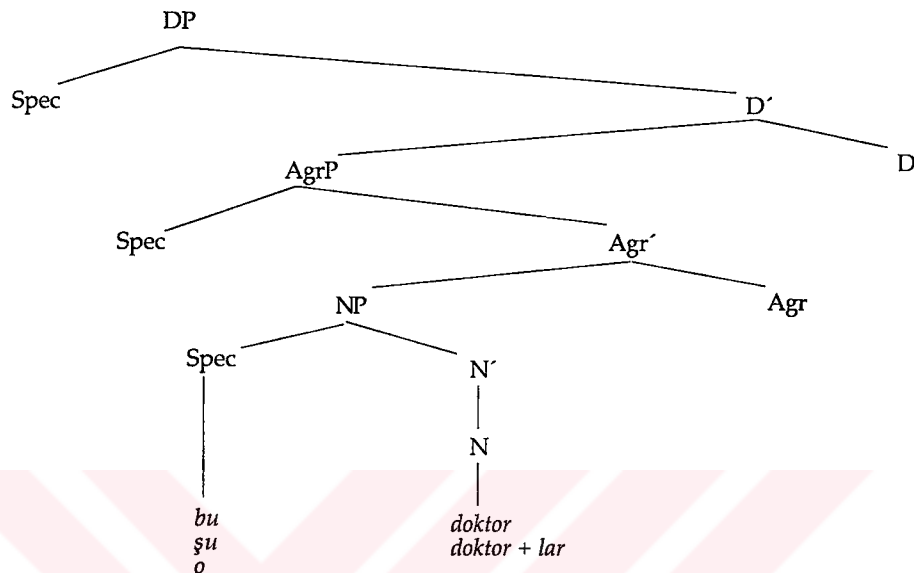 DP
Spec
D´
AgrP
D
Spec
Agr´
NP
Agr
Spec
N´
N
bu
şu
o
doktor
doktor + lar